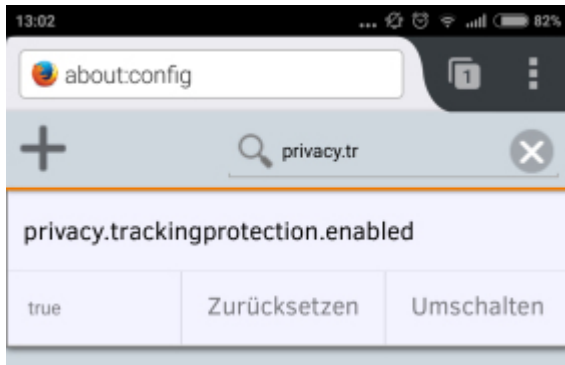 13:02 ... 82%
about:config 1
privacy.tr
privacy.trackingprotection.enabled
true Zurücksetzen Umschalten